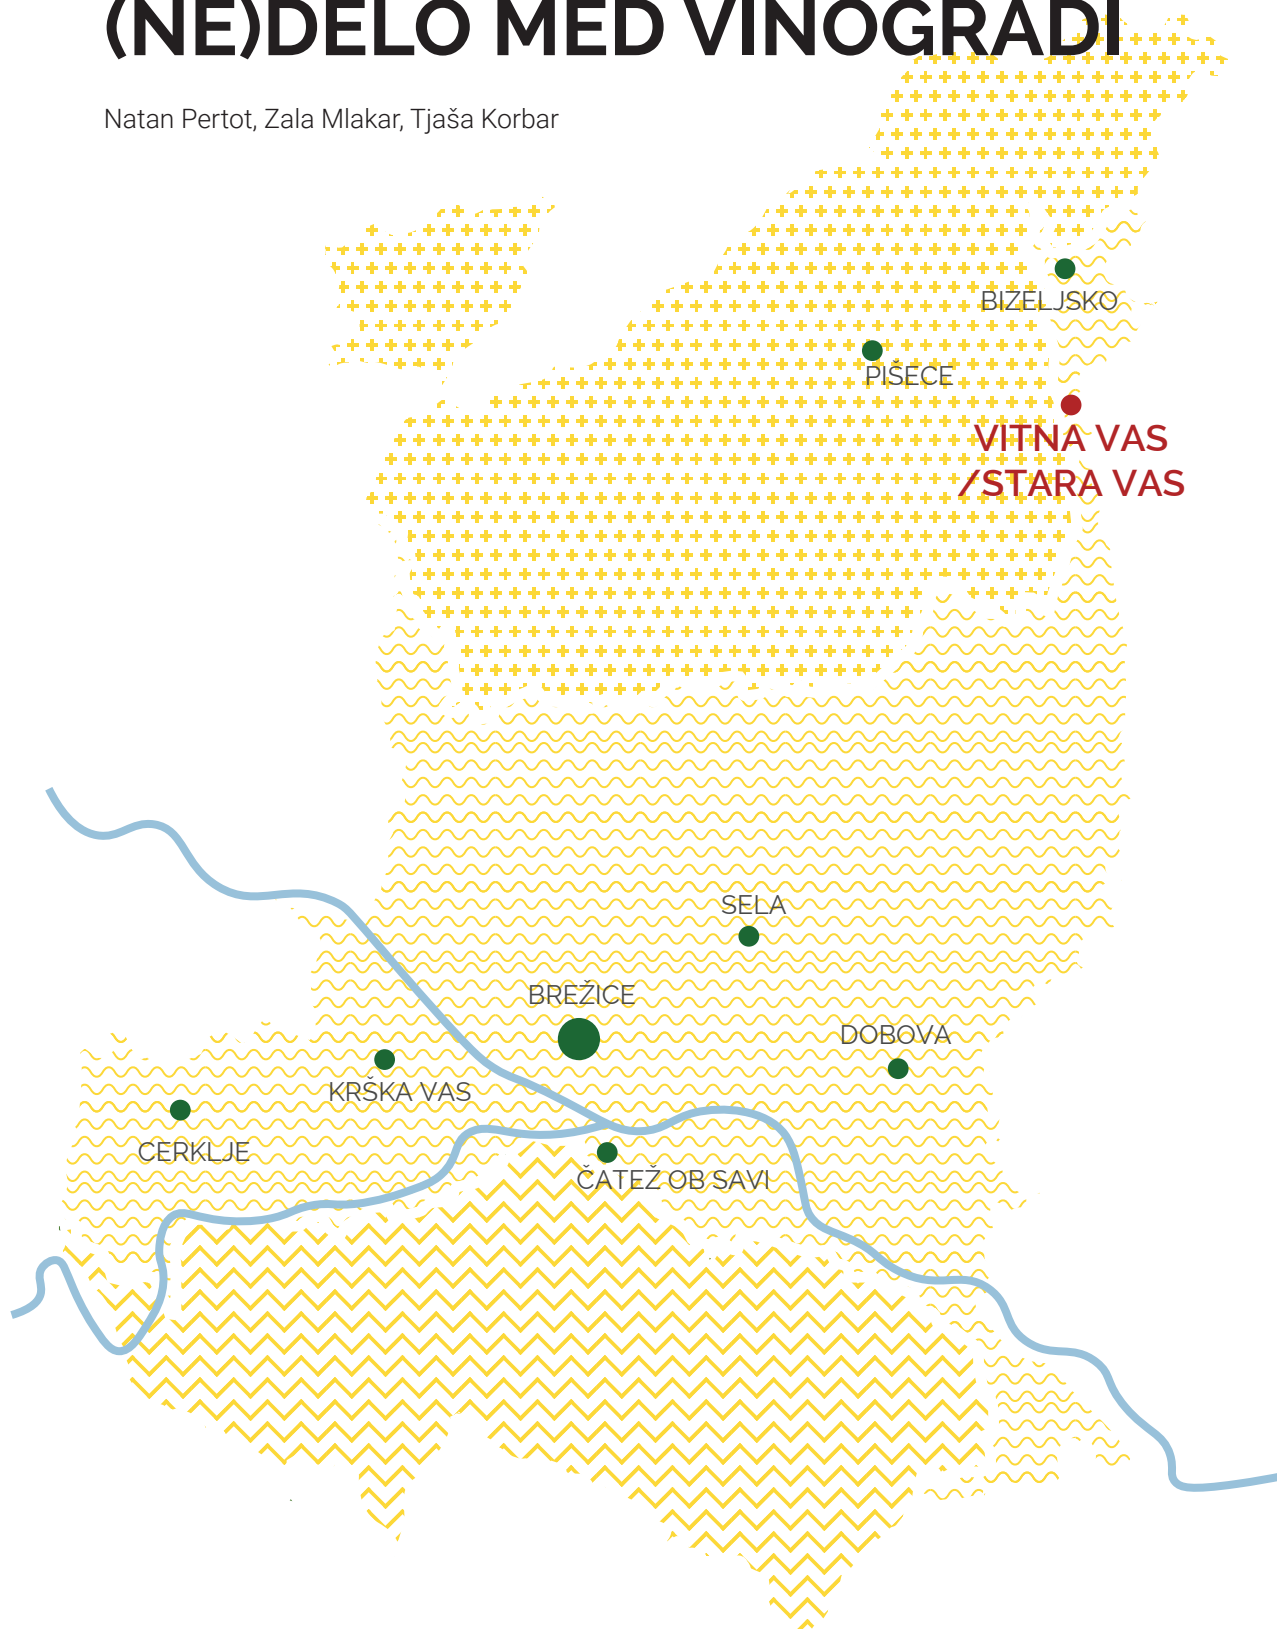 (NE)DELO MED VINOGRADI
Natan Pertot, Zala Mlakar, Tjaša Korbar
BIZELJSKO
PIŠECE
VITNA VAS
/STARA VAS
SELA
BREŽICE
DOBOVA
KRŠKA VAS
CERKLJE
ČATEŽ OB SAVI